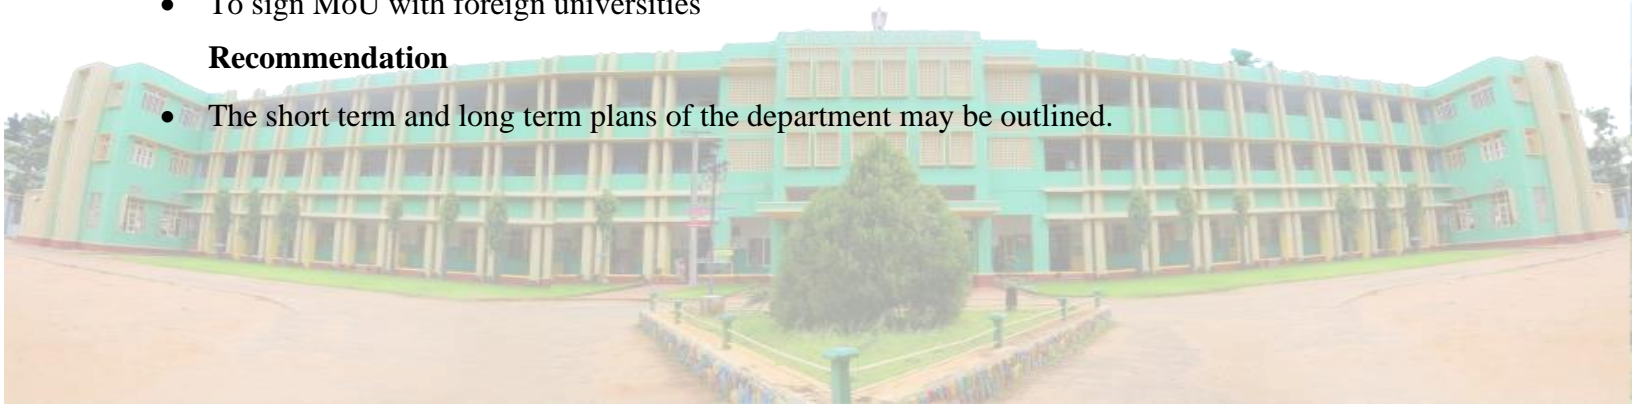 • To sign MoU with foreign universities
Recommendation
• The short term and long term plans of the department may be outlined.